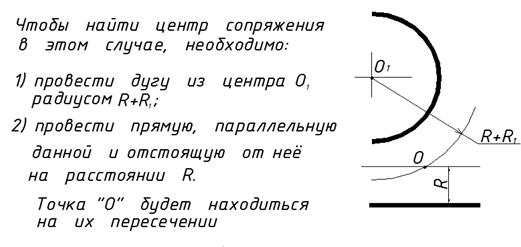 Чтобы найти центр сопряжения
в этом случае, необходимо:
1) провести дугу из центра O₁
радиусом R+R₁;
2) провести прямую, параллельную
данной и отстоящую от неё
на расстоянии R.
Точка "O" будет находиться
на их пересечении
O₁
R+R₁
O
R